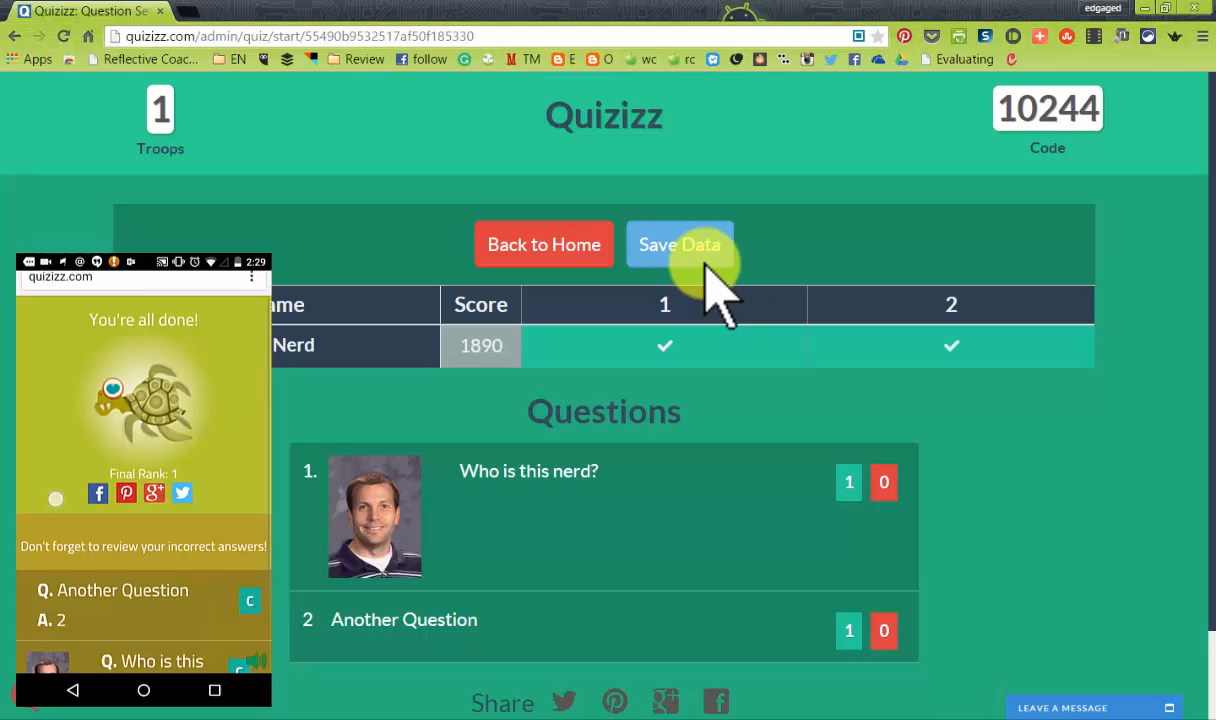 Quizizz: Question Se
edgaged
quizizz.com/admin/quiz/start/55490b9532517af50f185330
Apps Reflective Coac... EN Review follow TM E O wc rc Evaluating
1
Troops
Quizizz
10244
Code
Back to Home
Save Data
ame Score 1 2
Nerd 1890
Questions
1. Who is this nerd? 1 0
2 Another Question 1 0
Share
LEAVE A MESSAGE
2:29
quizizz.com
You're all done!
Final Rank: 1
Don't forget to review your incorrect answers!
Q. Another Question C
A. 2
Q. Who is this